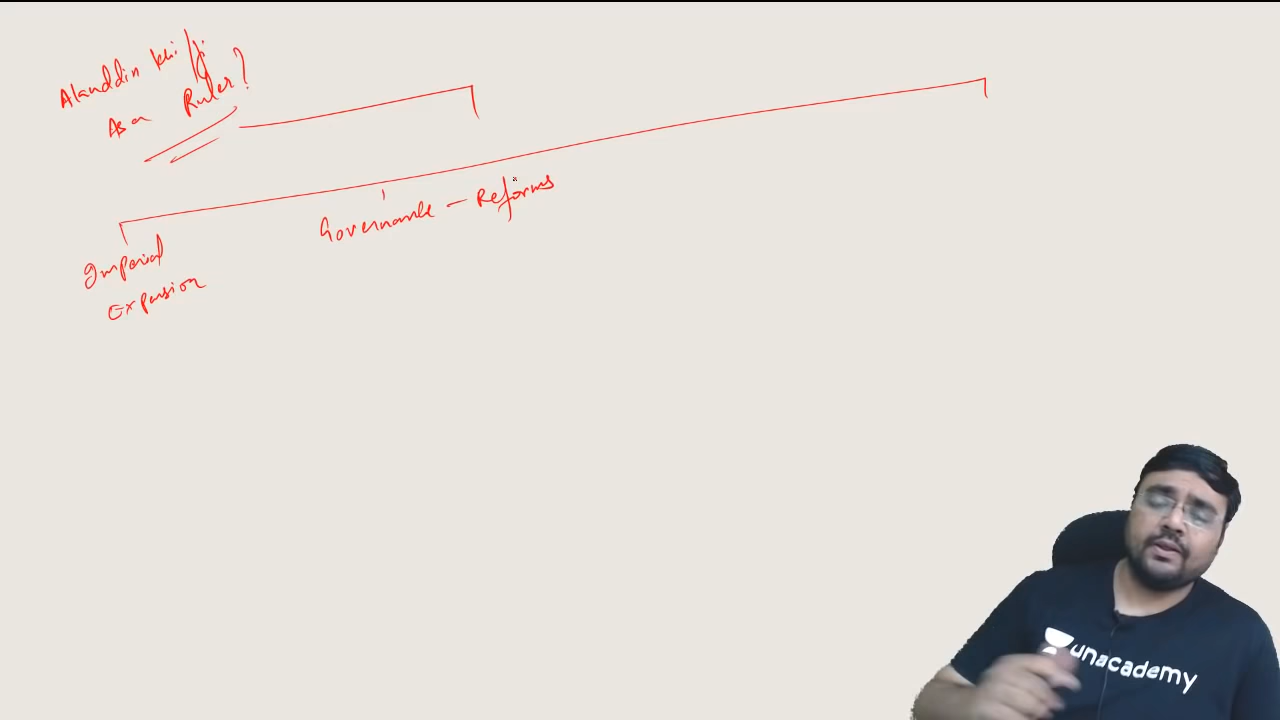 Alauddin Khilji
As a Ruler?
Governance - Reforms
Imperial
Expansion
unacademy